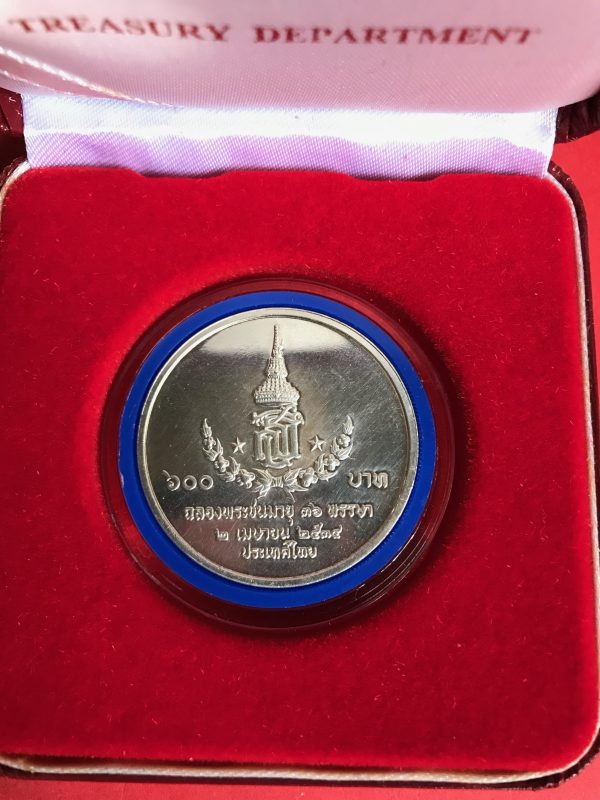 TREASURY DEPARTMENT
๖๐๐ บาท
ฉลองพระชนมายุ ๓๖ พรรษา
๒ เมษายน ๒๕๓๔
ประเทศไทย